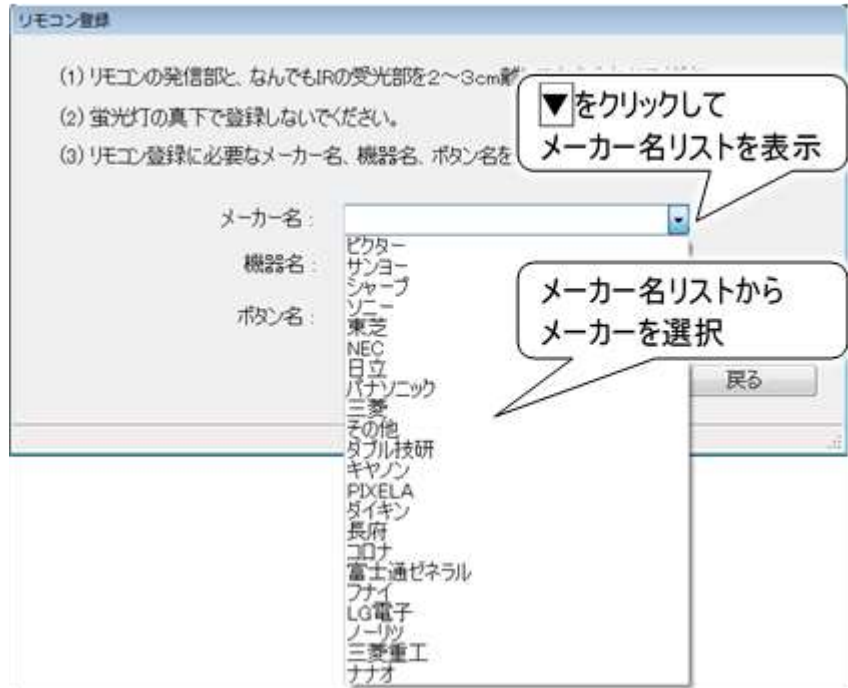 リモコン登録
(1) リモコンの発信部と、なんでもIRの受光部を2～3cm離
(2) 蛍光灯の真下で登録しないでください。
(3) リモコン登録に必要なメーカー名、機器名、ボタン名を
▼をクリックして
メーカー名リストを表示
メーカー名：
機器名：
ボタン名：
ビクター
サンヨー
シャープ
ソニー
東芝
NEC
日立
パナソニック
三菱
その他
ダブル技研
キヤノン
PIXELA
ダイキン
長府
コロナ
富士通ゼネラル
フナイ
LG電子
ノーリツ
三菱重工
ナナオ
メーカー名リストから
メーカーを選択
戻る